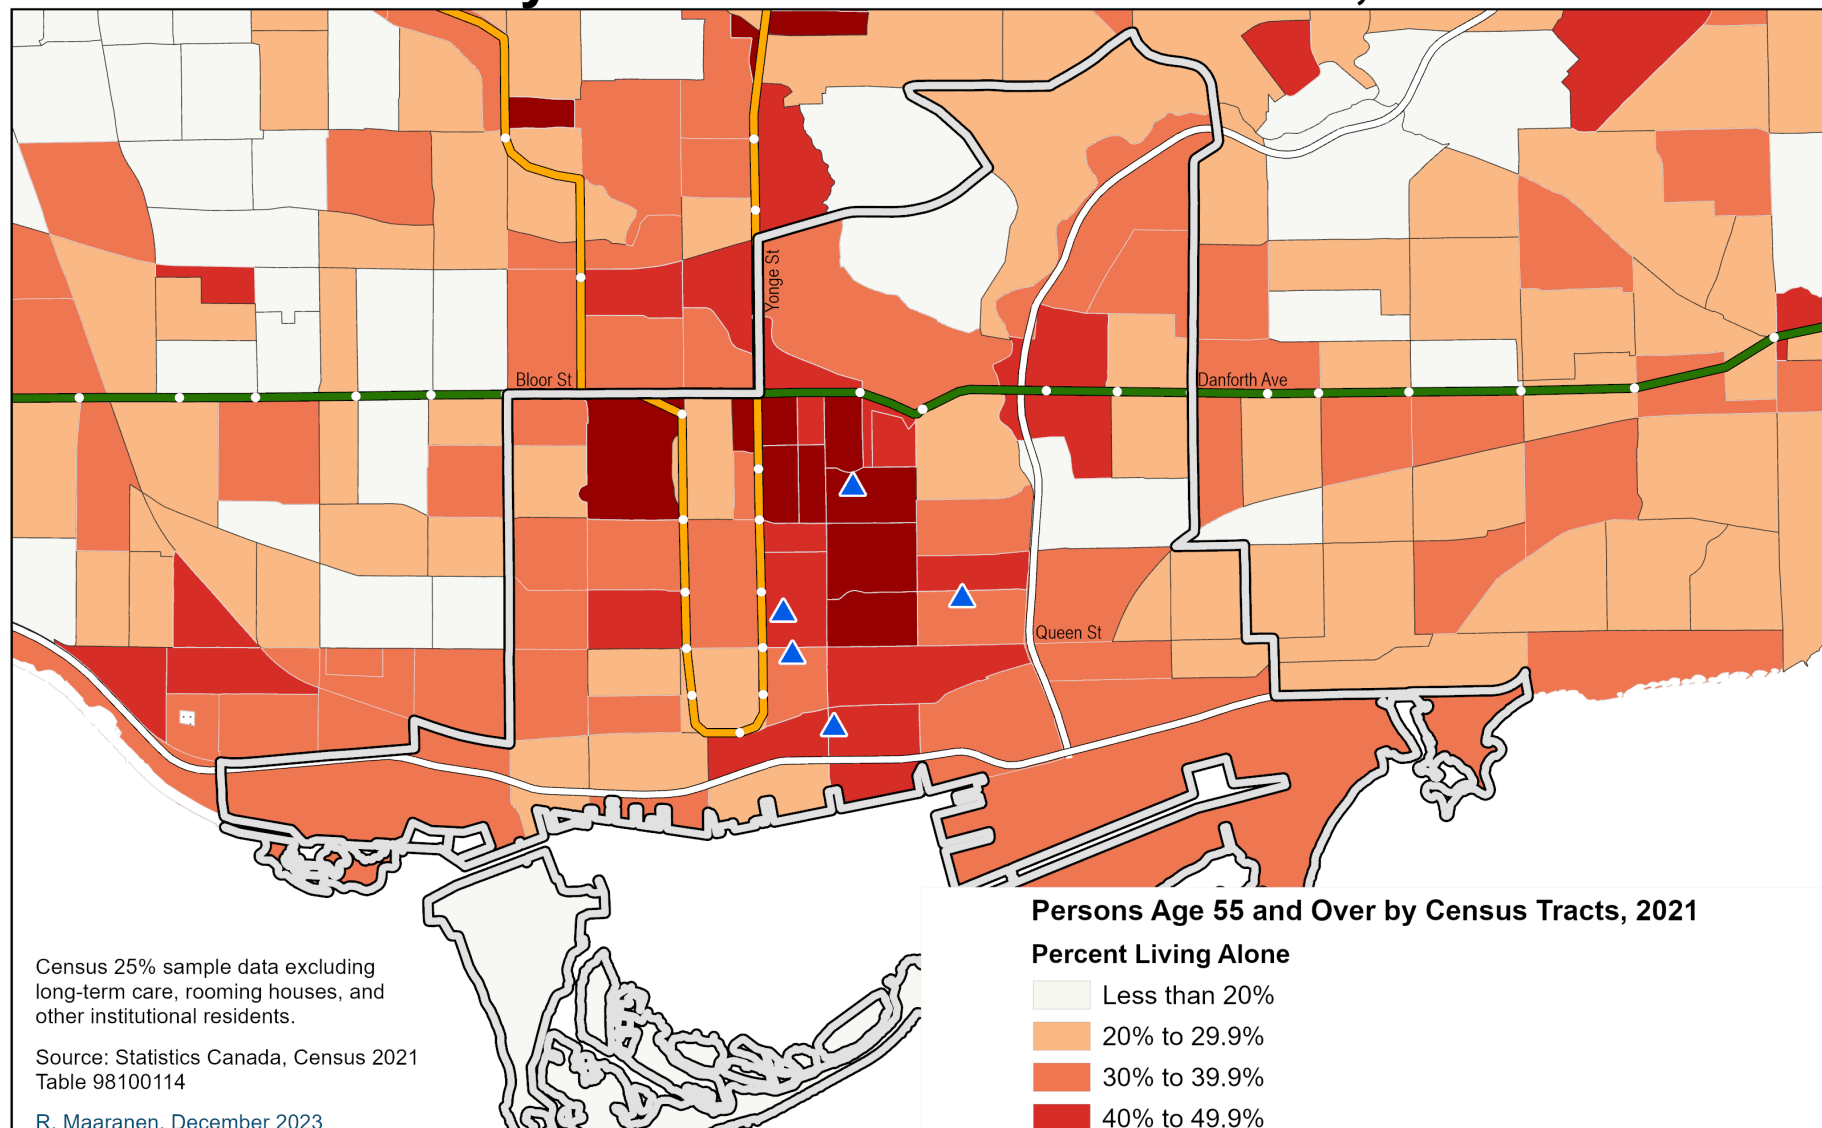 Yonge St
Bloor St
Danforth Ave
Queen St
Persons Age 55 and Over by Census Tracts, 2021
Percent Living Alone
Less than 20%
20% to 29.9%
30% to 39.9%
40% to 49.9%
Census 25% sample data excluding
long-term care, rooming houses, and
other institutional residents.
Source: Statistics Canada, Census 2021
Table 98100114
R. Maaranen, December 2023